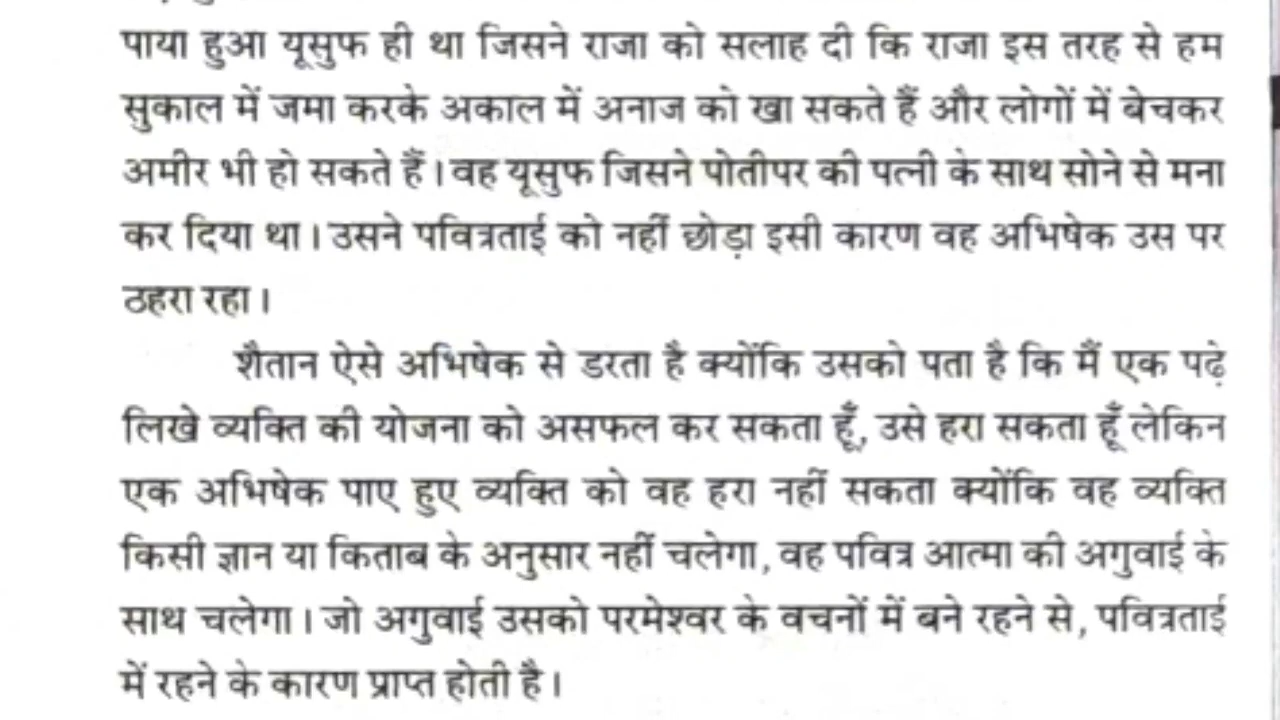 पाया हुआ यूसुफ ही था जिसने राजा को सलाह दी कि राजा इस तरह से हम
सुकाल में जमा करके अकाल में अनाज को खा सकते हैं और लोगों में बेचकर
अमीर भी हो सकते हैं। वह यूसुफ जिसने पोतीपर की पत्नी के साथ सोने से मना
कर दिया था। उसने पवित्रताई को नहीं छोड़ा इसी कारण वह अभिषेक उस पर
ठहरा रहा।
शैतान ऐसे अभिषेक से डरता है क्योंकि उसको पता है कि मैं एक पढ़े
लिखे व्यक्ति की योजना को असफल कर सकता हूँ, उसे हरा सकता हूँ लेकिन
एक अभिषेक पाए हुए व्यक्ति को वह हरा नहीं सकता क्योंकि वह व्यक्ति
किसी ज्ञान या किताब के अनुसार नहीं चलेगा, वह पवित्र आत्मा की अगुवाई के
साथ चलेगा। जो अगुवाई उसको परमेश्वर के वचनों में बने रहने से, पवित्रताई
में रहने के कारण प्राप्त होती है।